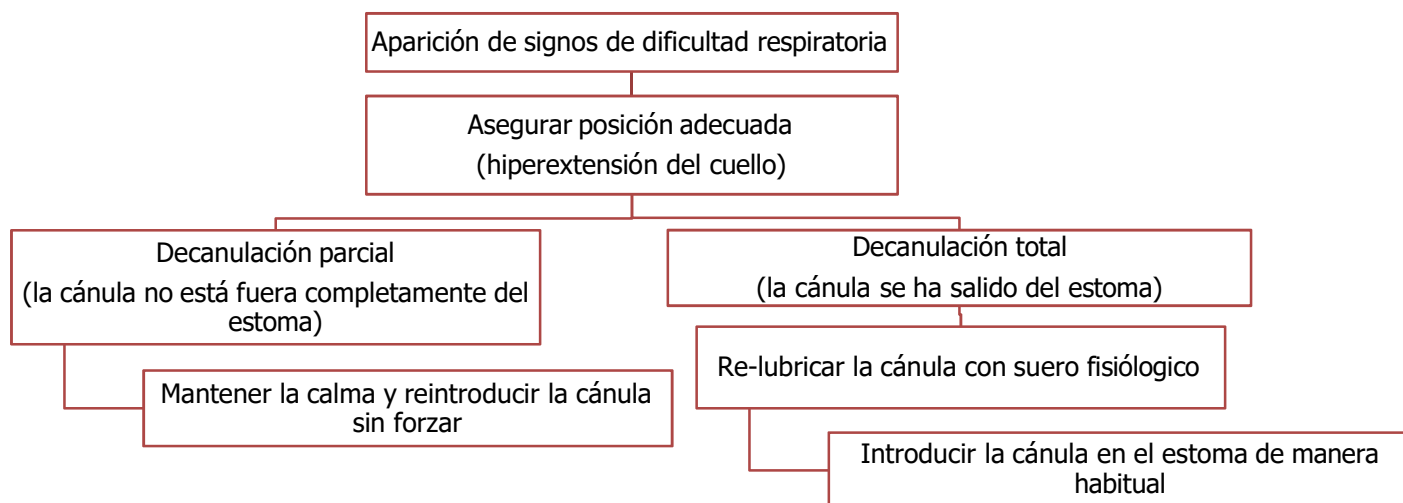 Aparición de signos de dificultad respiratoria
Asegurar posición adecuada
(hiperextensión del cuello)
Decanulación parcial
(la cánula no está fuera completamente del
estoma)
Mantener la calma y reintroducir la cánula
sin forzar
Decanulación total
(la cánula se ha salido del estoma)
Re-lubricar la cánula con suero fisiólogico
Introducir la cánula en el estoma de manera
habitual